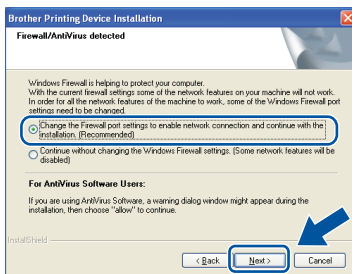 Brother Printing Device Installation
Firewall/AntiVirus detected
Windows Firewall is helping to protect your computer.
With the current firewall settings some of the network features on your machine will not work.
In order for all the network features of the machine to work, some of the Windows Firewall port
settings need to be changed.
Change the Firewall port settings to enable network connection and continue with the
installation. (Recommended)
Continue without changing the Windows Firewall settings. (Some network features will be
disabled)
For AntiVirus Software Users:
If you are using AntiVirus Software, a warning dialog window might appear during the
installation, then choose "allow" to continue.
InstallShield
< Back
Next >
Cancel